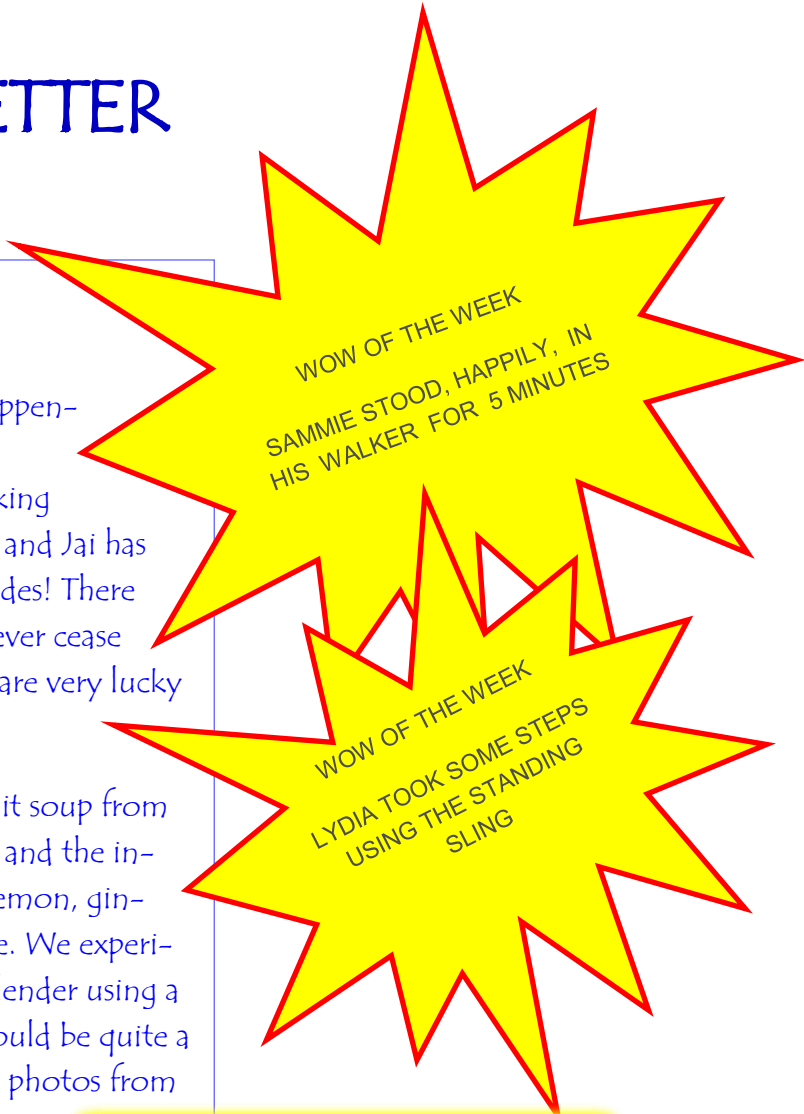 ETTER
ppen-
king
and Jai has
des! There
ever cease
are very lucky
it soup from
and the in-
emon, gin-
e. We experi-
lender using a
ould be quite a
photos from
WOW OF THE WEEK
SAMMIE STOOD, HAPPILY, IN
HIS WALKER FOR 5 MINUTES
WOW OF THE WEEK
LYDIA TOOK SOME STEPS
USING THE STANDING
SLING